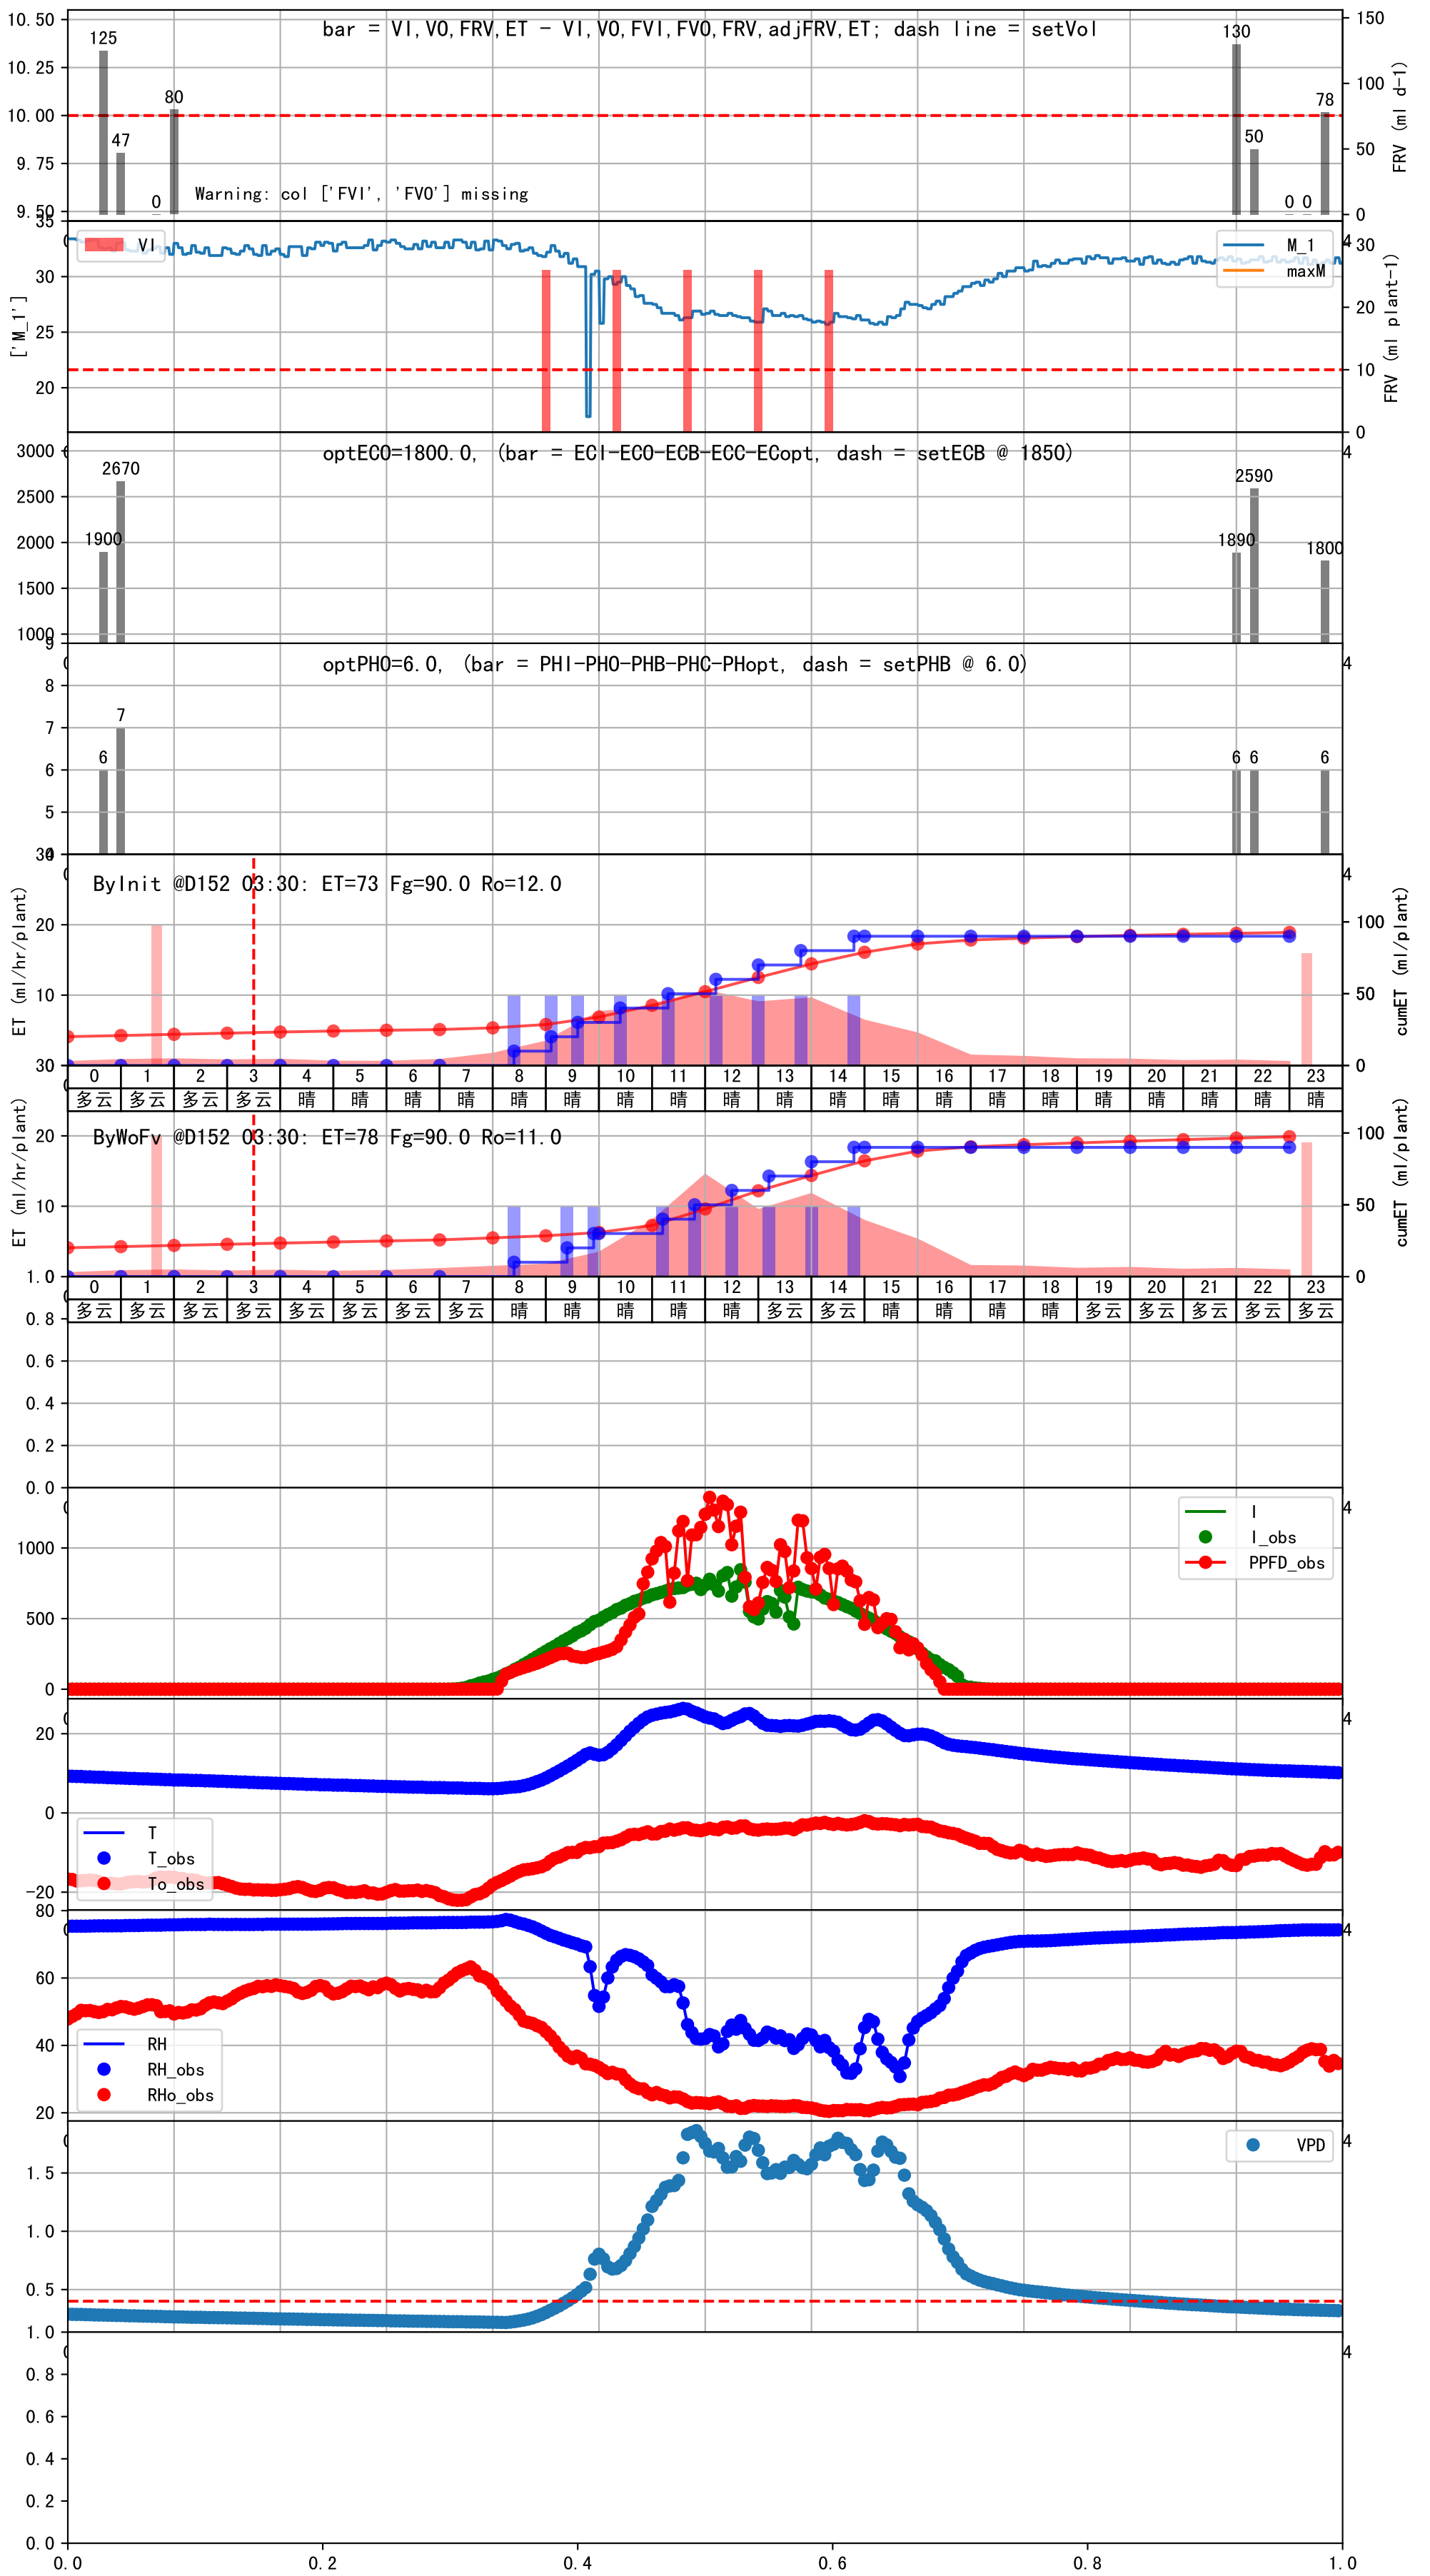 bar = VI,VO,FRV,ET - VI,VO,FVI,FVO,FRV,adjFRV,ET; dash line = setVol
10.50
10.25
10.00
9.75
9.50
125
47
0
80
130
50
0 0
78
Warning: col ['FVI', 'FVO'] missing
150
100
50
0
FRV (ml d-1)
35
30
25
20
['M_1']
VI
M_1
maxM
4
30
20
10
0
FRV (ml plant-1)
optECO=1800.0, (bar = ECI-ECO-ECB-ECC-ECopt, dash = setECB @ 1850)
3000
2500
2000
1500
1000
1900
2670
1890
2590
1800
4
optPHO=6.0, (bar = PHI-PHO-PHB-PHC-PHopt, dash = setPHB @ 6.0)
9
8
7
6
5
4
6
7
6 6
6
4
ByInit @D152 03:30: ET=73 Fg=90.0 Ro=12.0
30
20
10
ET (ml/hr/plant)
4
100
50
0
cumET (ml/plant)
0 1 2 3 4 5 6 7 8 9 10 11 12 13 14 15 16 17 18 19 20 21 22 23
多云 多云 多云 多云 晴 晴 晴 晴 晴 晴 晴 晴 晴 晴 晴 晴 晴 晴 晴 晴 晴 晴 晴 晴
ByWoFv @D152 03:30: ET=78 Fg=90.0 Ro=11.0
30
20
10
ET (ml/hr/plant)
100
50
0
cumET (ml/plant)
0 1 2 3 4 5 6 7 8 9 10 11 12 13 14 15 16 17 18 19 20 21 22 23
多云 多云 多云 多云 多云 多云 多云 多云 晴 晴 晴 晴 晴 多云 多云 晴 晴 晴 晴 多云 多云 多云 多云 多云
1.0
0.8
0.6
0.4
0.2
0.0
1000
500
0
I
I_obs
PPFD_obs
4
20
0
-20
T
T_obs
To_obs
4
80
60
40
20
RH
RH_obs
RHo_obs
4
1.5
1.0
0.5
VPD
4
1.0
0.8
0.6
0.4
0.2
0.0
4
0.0 0.2 0.4 0.6 0.8 1.0